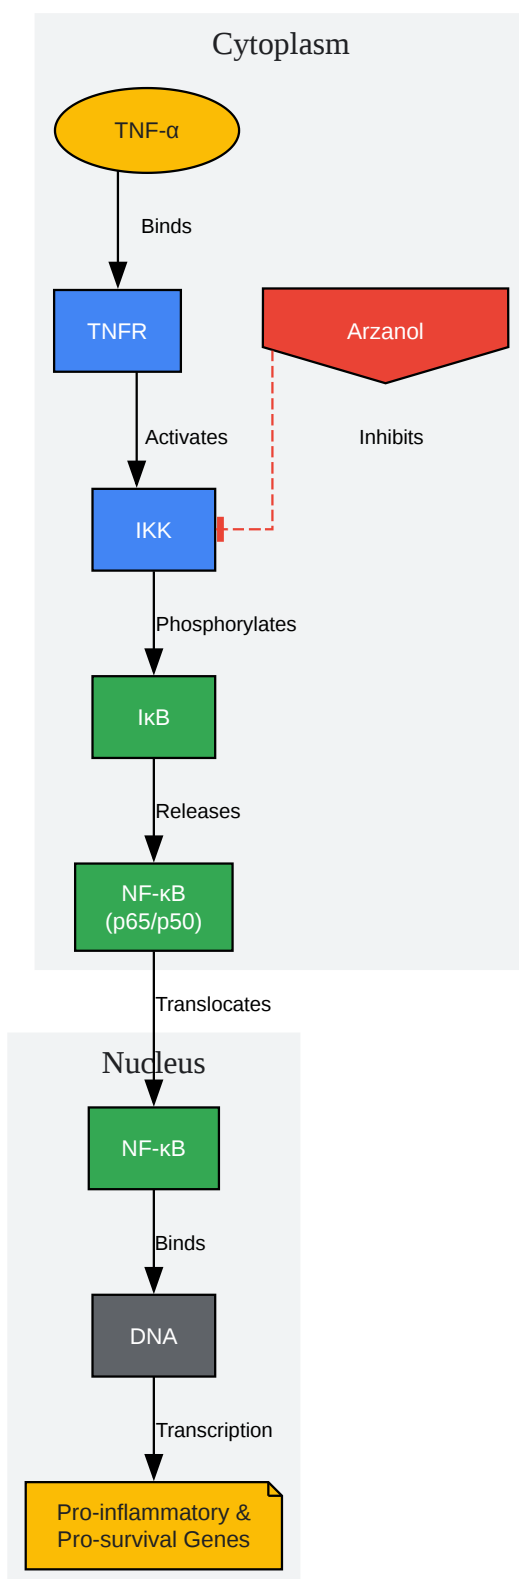 Cytoplasm
TNF-α
Binds
TNFR
Arzanol
Activates
Inhibits
IKK
Phosphorylates
IκB
Releases
NF-κB
(p65/p50)
Translocates
Nucleus
NF-κB
Binds
DNA
Transcription
Pro-inflammatory &
Pro-survival Genes